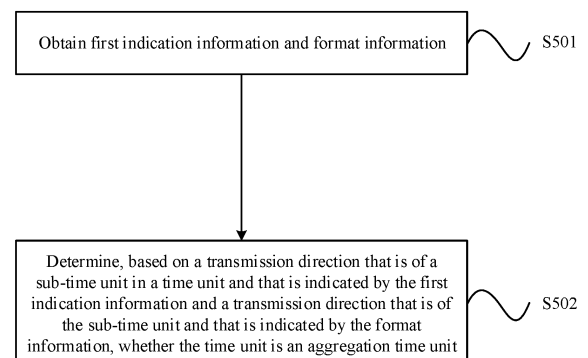 Obtain first indication information and format information
S501
Determine, based on a transmission direction that is of a
sub-time unit in a time unit and that is indicated by the first
indication information and a transmission direction that is of
the sub-time unit and that is indicated by the format
information, whether the time unit is an aggregation time unit
S502